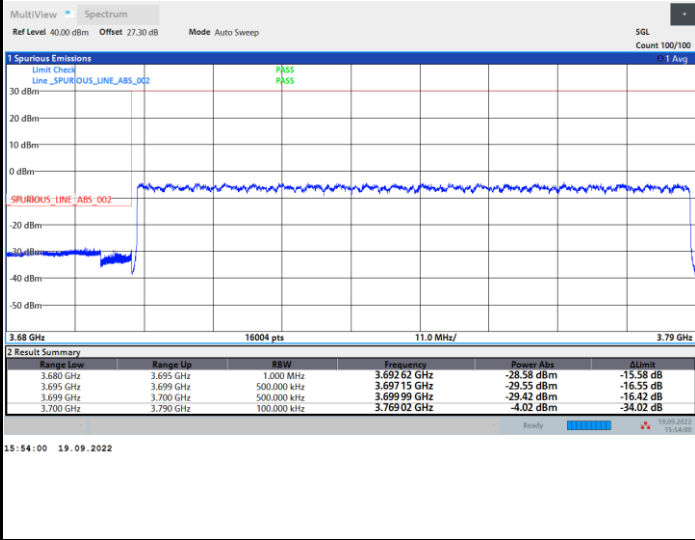 MultiView Spectrum
Ref Level 40.00 dBm Offset 27.30 dB Mode Auto Sweep SGL
Count 100/100
1 Spurious Emissions 1 Avg
Limit Check PASS
Line _SPURIOUS_LINE_ABS_002 PASS
30 dBm
20 dBm
10 dBm
0 dBm
_SPURIOUS_LINE_ABS_002
-20 dBm
-30 dBm
-40 dBm
-50 dBm
3.68 GHz 16004 pts 11.0 MHz/ 3.79 GHz
2 Result Summary
Range Low Range Up RBW Frequency Power Abs ΔLimit
3.680 GHz 3.695 GHz 1.000 MHz 3.692 62 GHz -28.58 dBm -15.58 dB
3.695 GHz 3.699 GHz 500.000 kHz 3.697 15 GHz -29.55 dBm -16.55 dB
3.699 GHz 3.700 GHz 500.000 kHz 3.699 99 GHz -29.42 dBm -16.42 dB
3.700 GHz 3.790 GHz 100.000 kHz 3.769 02 GHz -4.02 dBm -34.02 dB
Ready 19.09.2022
15:54:00
15:54:00 19.09.2022